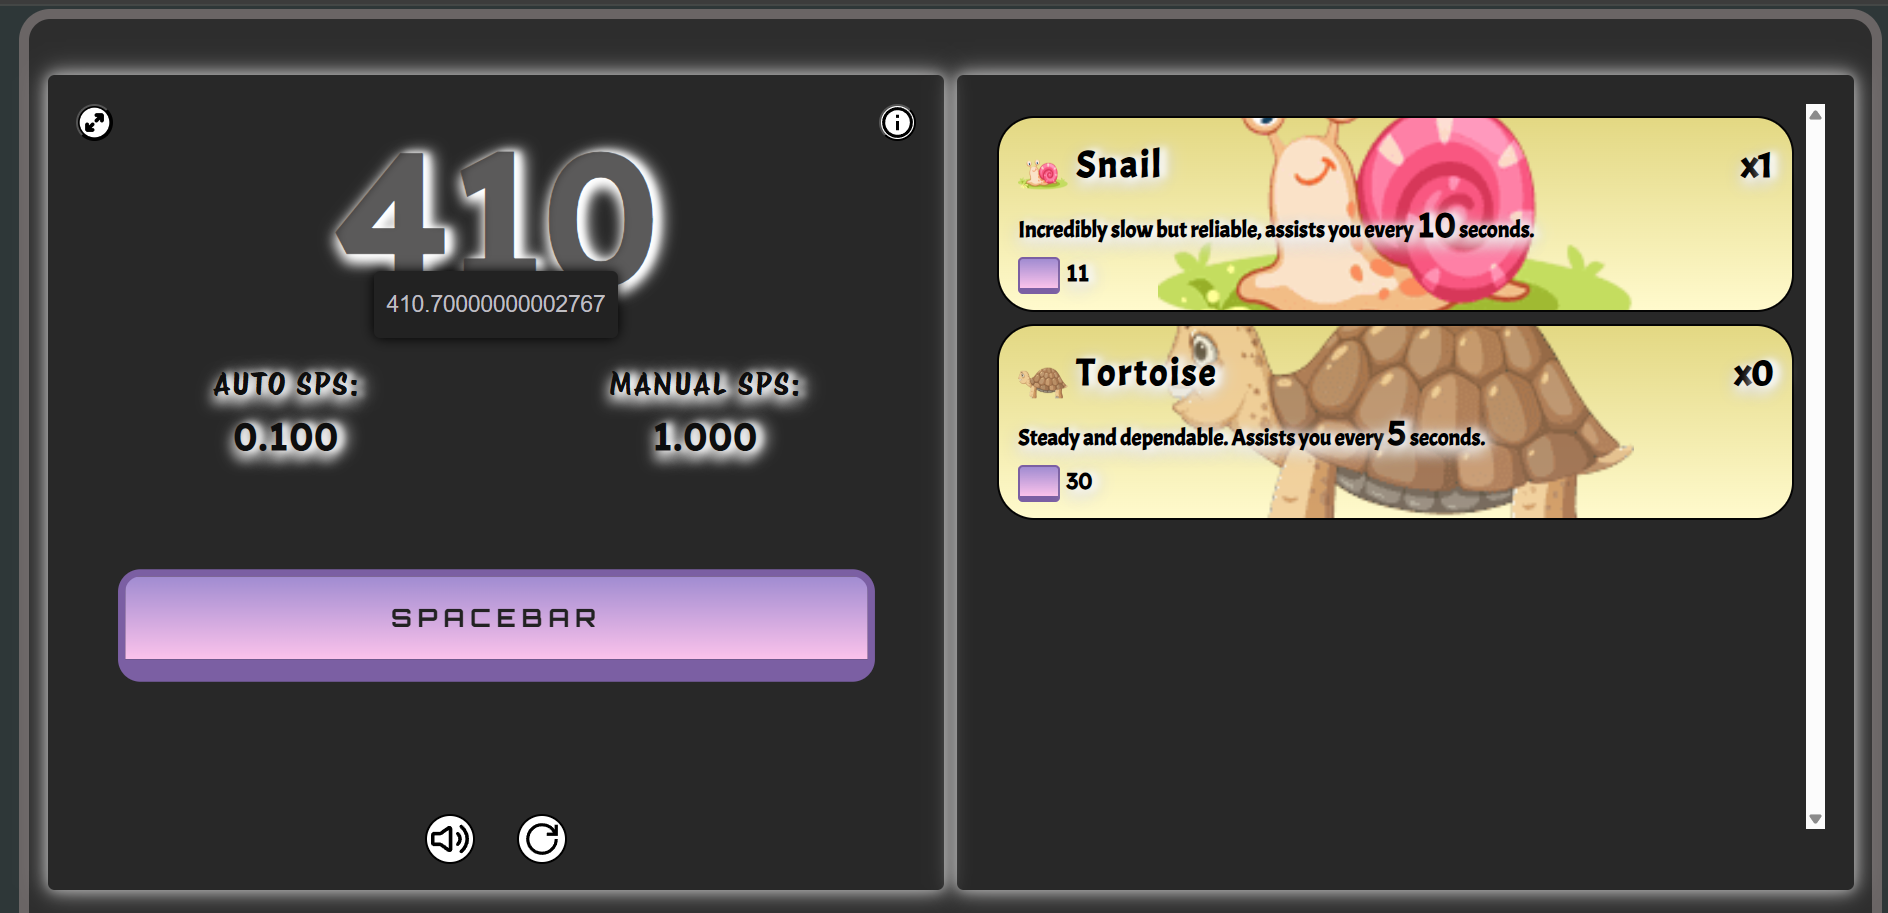 410
410.70000000002767
AUTO SPS:
0.100
MANUAL SPS:
1.000
SPACEBAR
Snail
x1
Incredibly slow but reliable, assists you every 10 seconds.
11
Tortoise
x0
Steady and dependable. Assists you every 5 seconds.
30